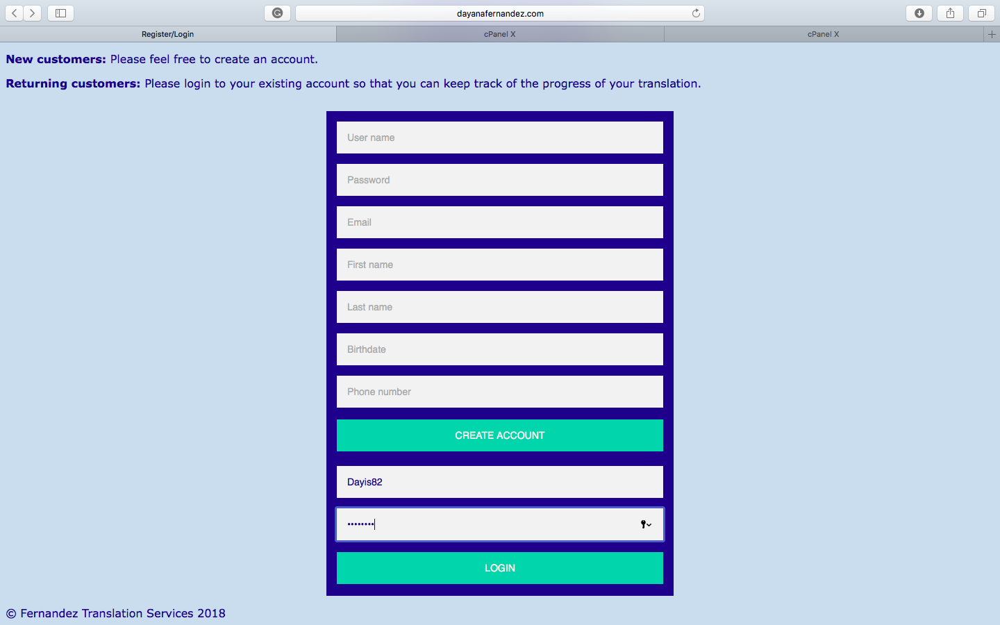 dayanafernandez.com
Register/Login
cPanel X
cPanel X
New customers: Please feel free to create an account.
Returning customers: Please login to your existing account so that you can keep track of the progress of your translation.
User name
Password
Email
First name
Last name
Birthdate
Phone number
CREATE ACCOUNT
Dayis82
••••••••
LOGIN
© Fernandez Translation Services 2018